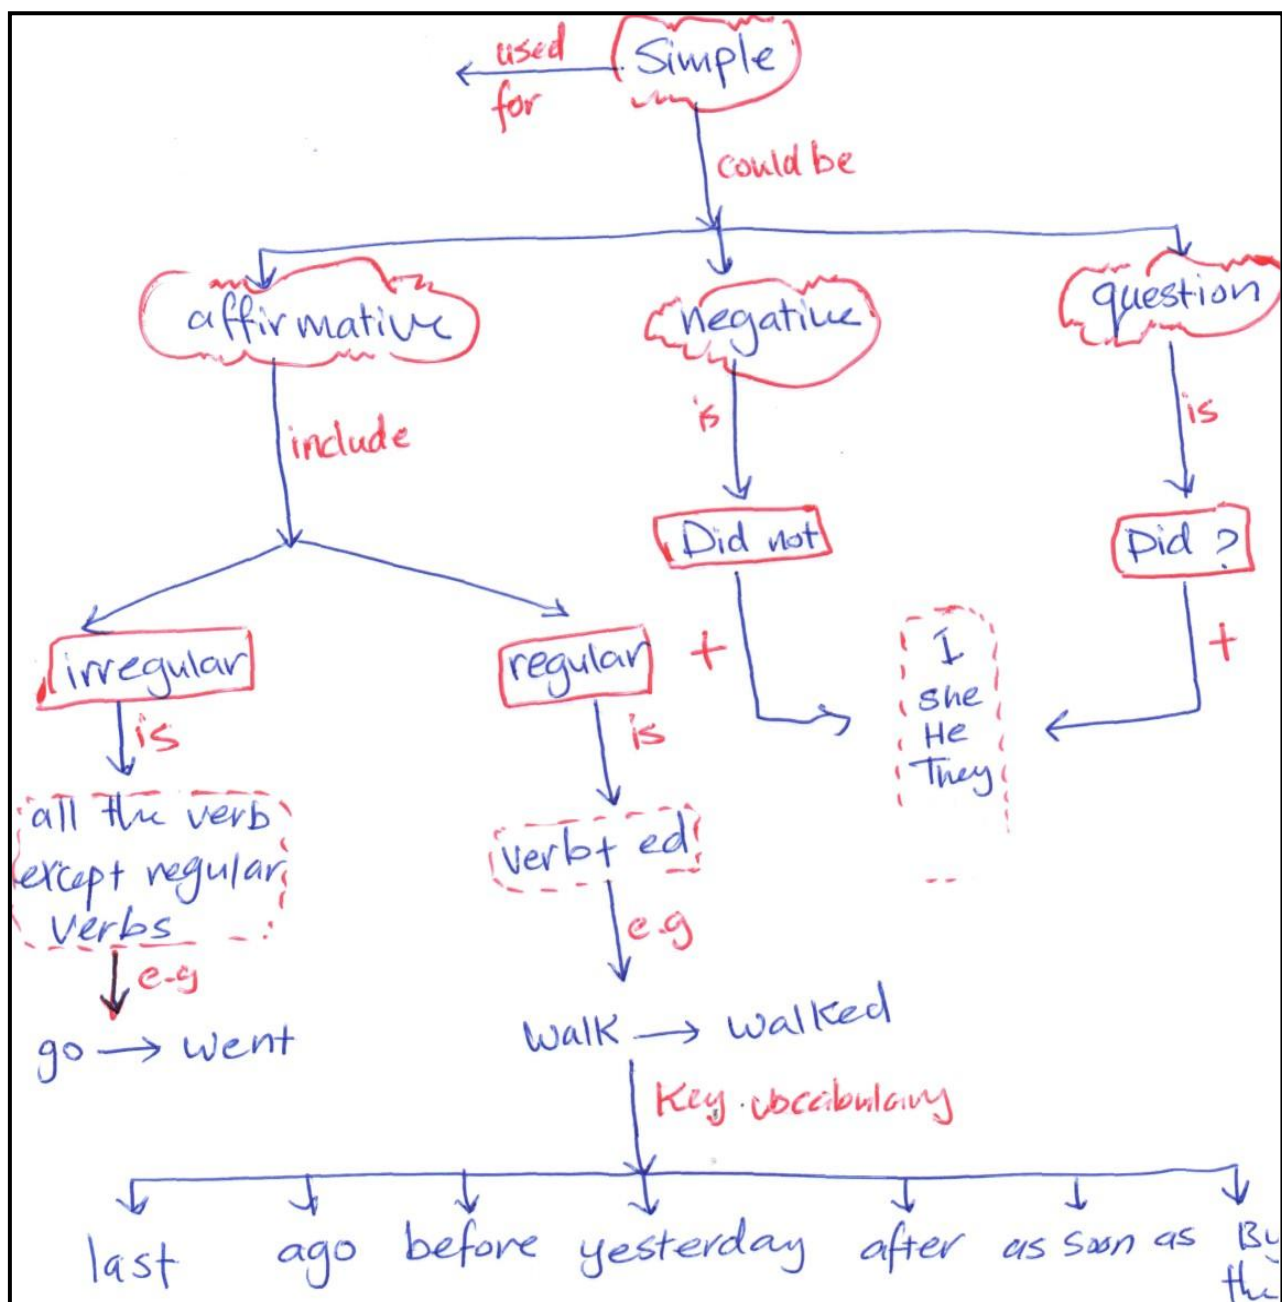 used
for
Simple
could be
affirmative
negative
question
include
is
is
Did not
Did ?
irregular
regular
+
+
I
She
He
They
is
is
all the verb
except regular
verbs
verb+ ed
e.g
e.g
go → went
walk → walked
Key vocabulary
last
ago
before
yesterday
after
as soon as
By
the